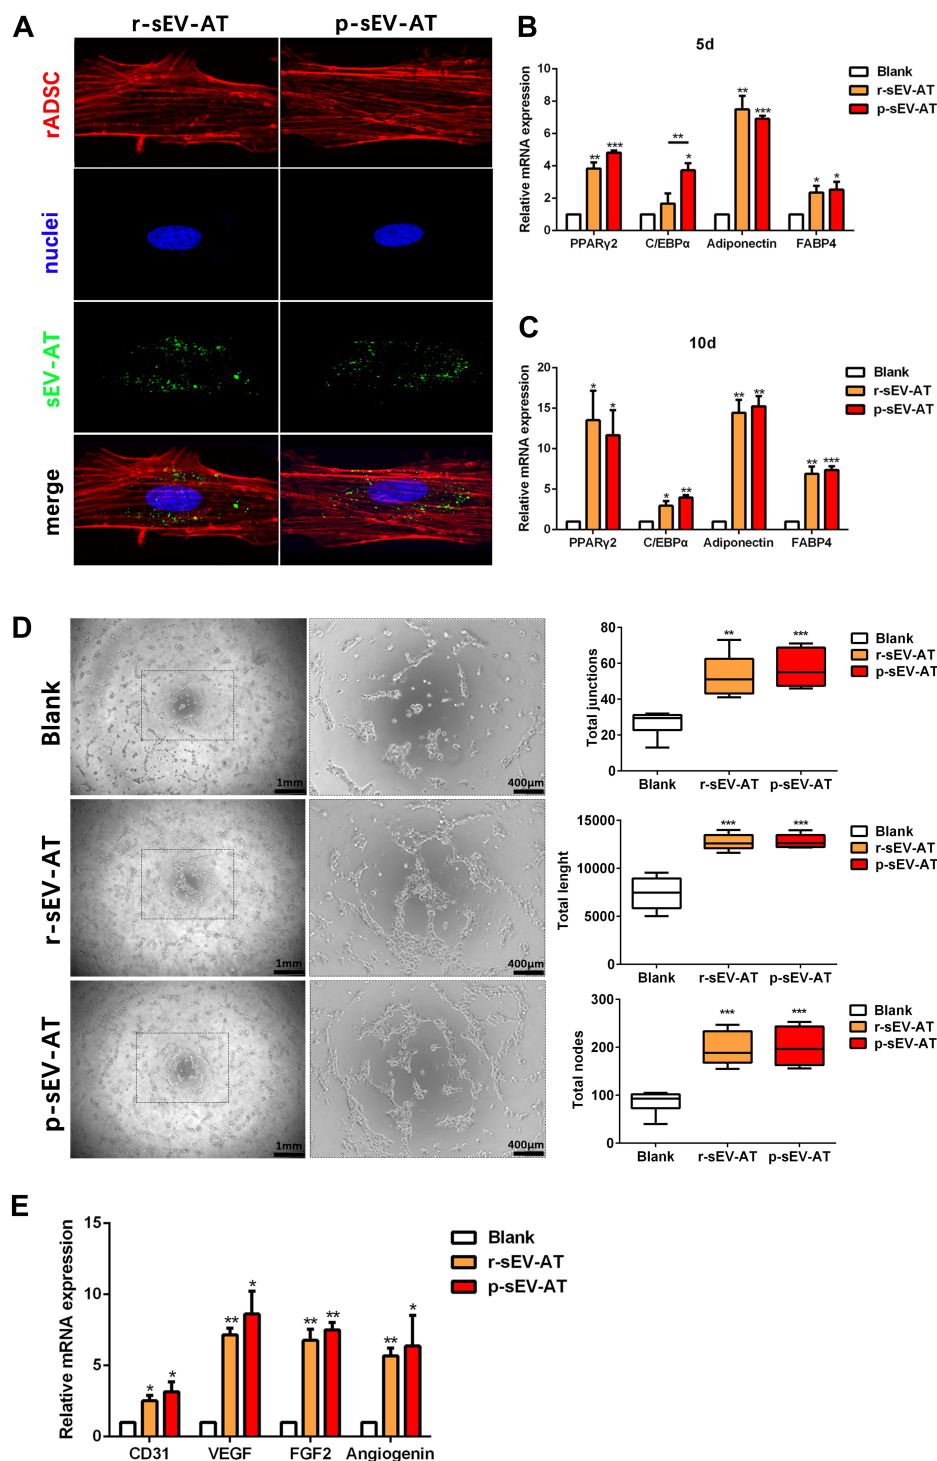 A
r-sEV-AT
p-sEV-AT
rADSC
nuclei
sEV-AT
merge
B
5d
Relative mRNA expression
10
8
6
4
2
0
** ***
** *
** ***
* *
PPARγ2
C/EBPα
Adiponectin
FABP4
Blank
r-sEV-AT
p-sEV-AT
C
10d
Relative mRNA expression
20
15
10
5
0
* *
* **
** **
** ***
PPARγ2
C/EBPα
Adiponectin
FABP4
Blank
r-sEV-AT
p-sEV-AT
D
Blank
1mm
400μm
r-sEV-AT
1mm
400μm
p-sEV-AT
1mm
400μm
Total junctions
80
60
40
20
0
** ***
Blank
r-sEV-AT
p-sEV-AT
Blank
r-sEV-AT
p-sEV-AT
Total lenght
15000
10000
5000
0
*** ***
Blank
r-sEV-AT
p-sEV-AT
Blank
r-sEV-AT
p-sEV-AT
Total nodes
300
200
100
0
*** ***
Blank
r-sEV-AT
p-sEV-AT
Blank
r-sEV-AT
p-sEV-AT
E
Relative mRNA expression
15
10
5
0
* *
** *
** **
** *
CD31
VEGF
FGF2
Angiogenin
Blank
r-sEV-AT
p-sEV-AT